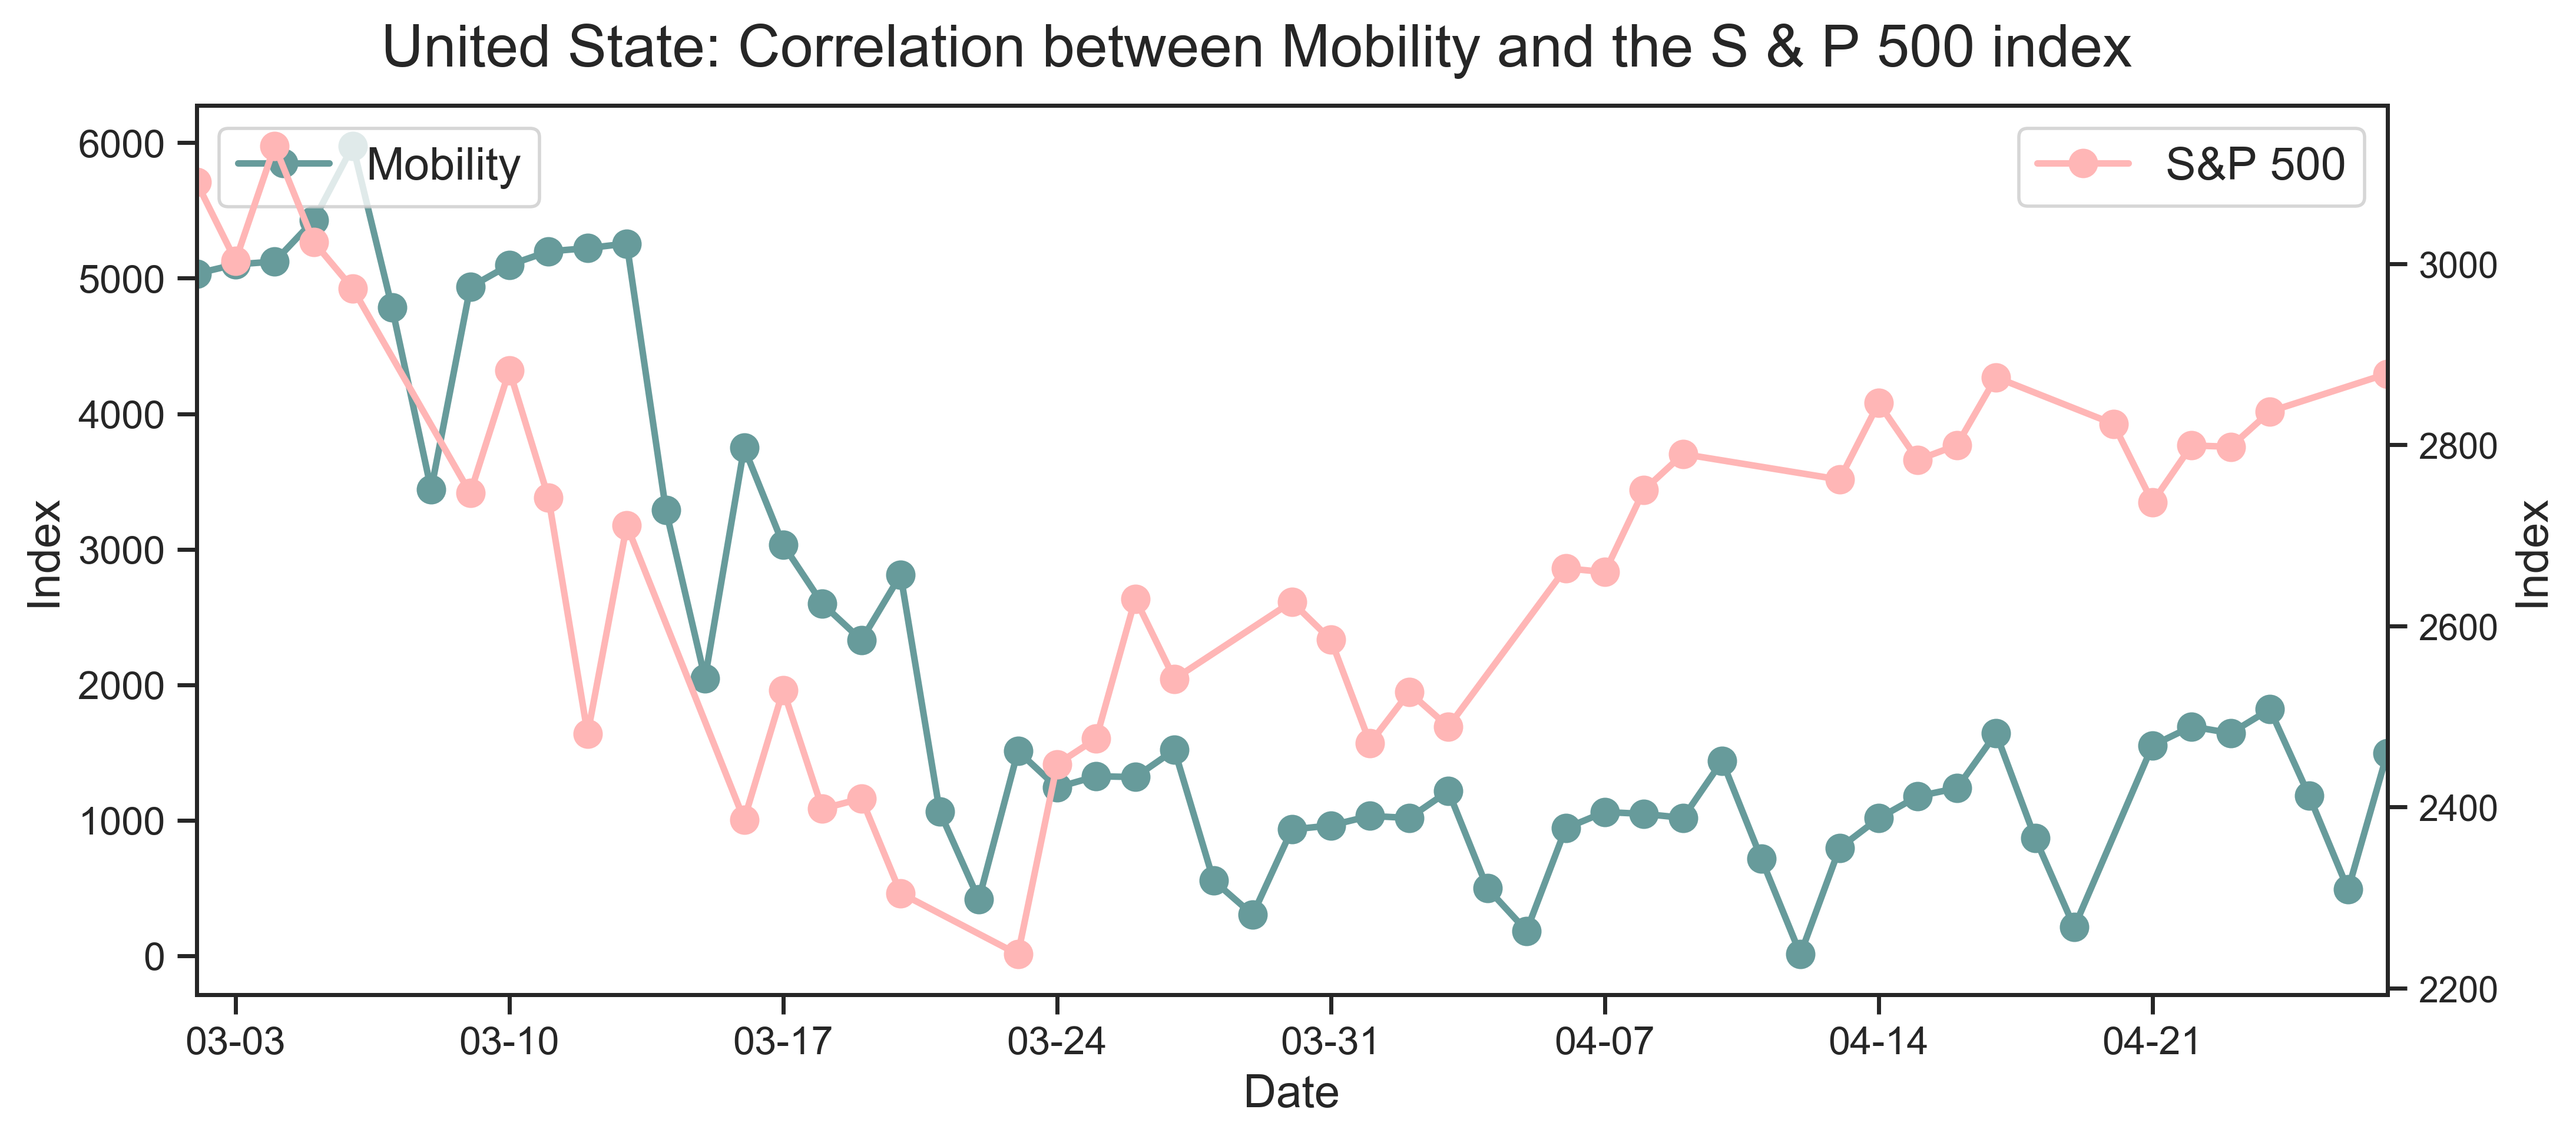 United State: Correlation between Mobility and the S & P 500 index
Mobility
S&P 500
6000
5000
4000
3000
2000
1000
0
Index
3000
2800
2600
2400
2200
Index
03-03 03-10 03-17 03-24 03-31 04-07 04-14 04-21
Date